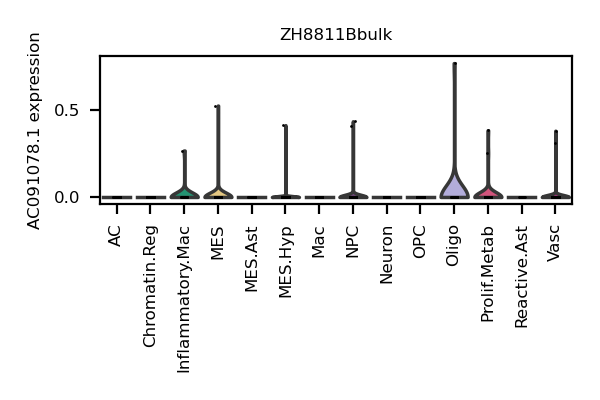 ZH8811Bbulk
AC091078.1 expression
0.5
0.0
AC
Chromatin.Reg
Inflammatory.Mac
MES
MES.Ast
MES.Hyp
Mac
NPC
Neuron
OPC
Oligo
Prolif.Metab
Reactive.Ast
Vasc